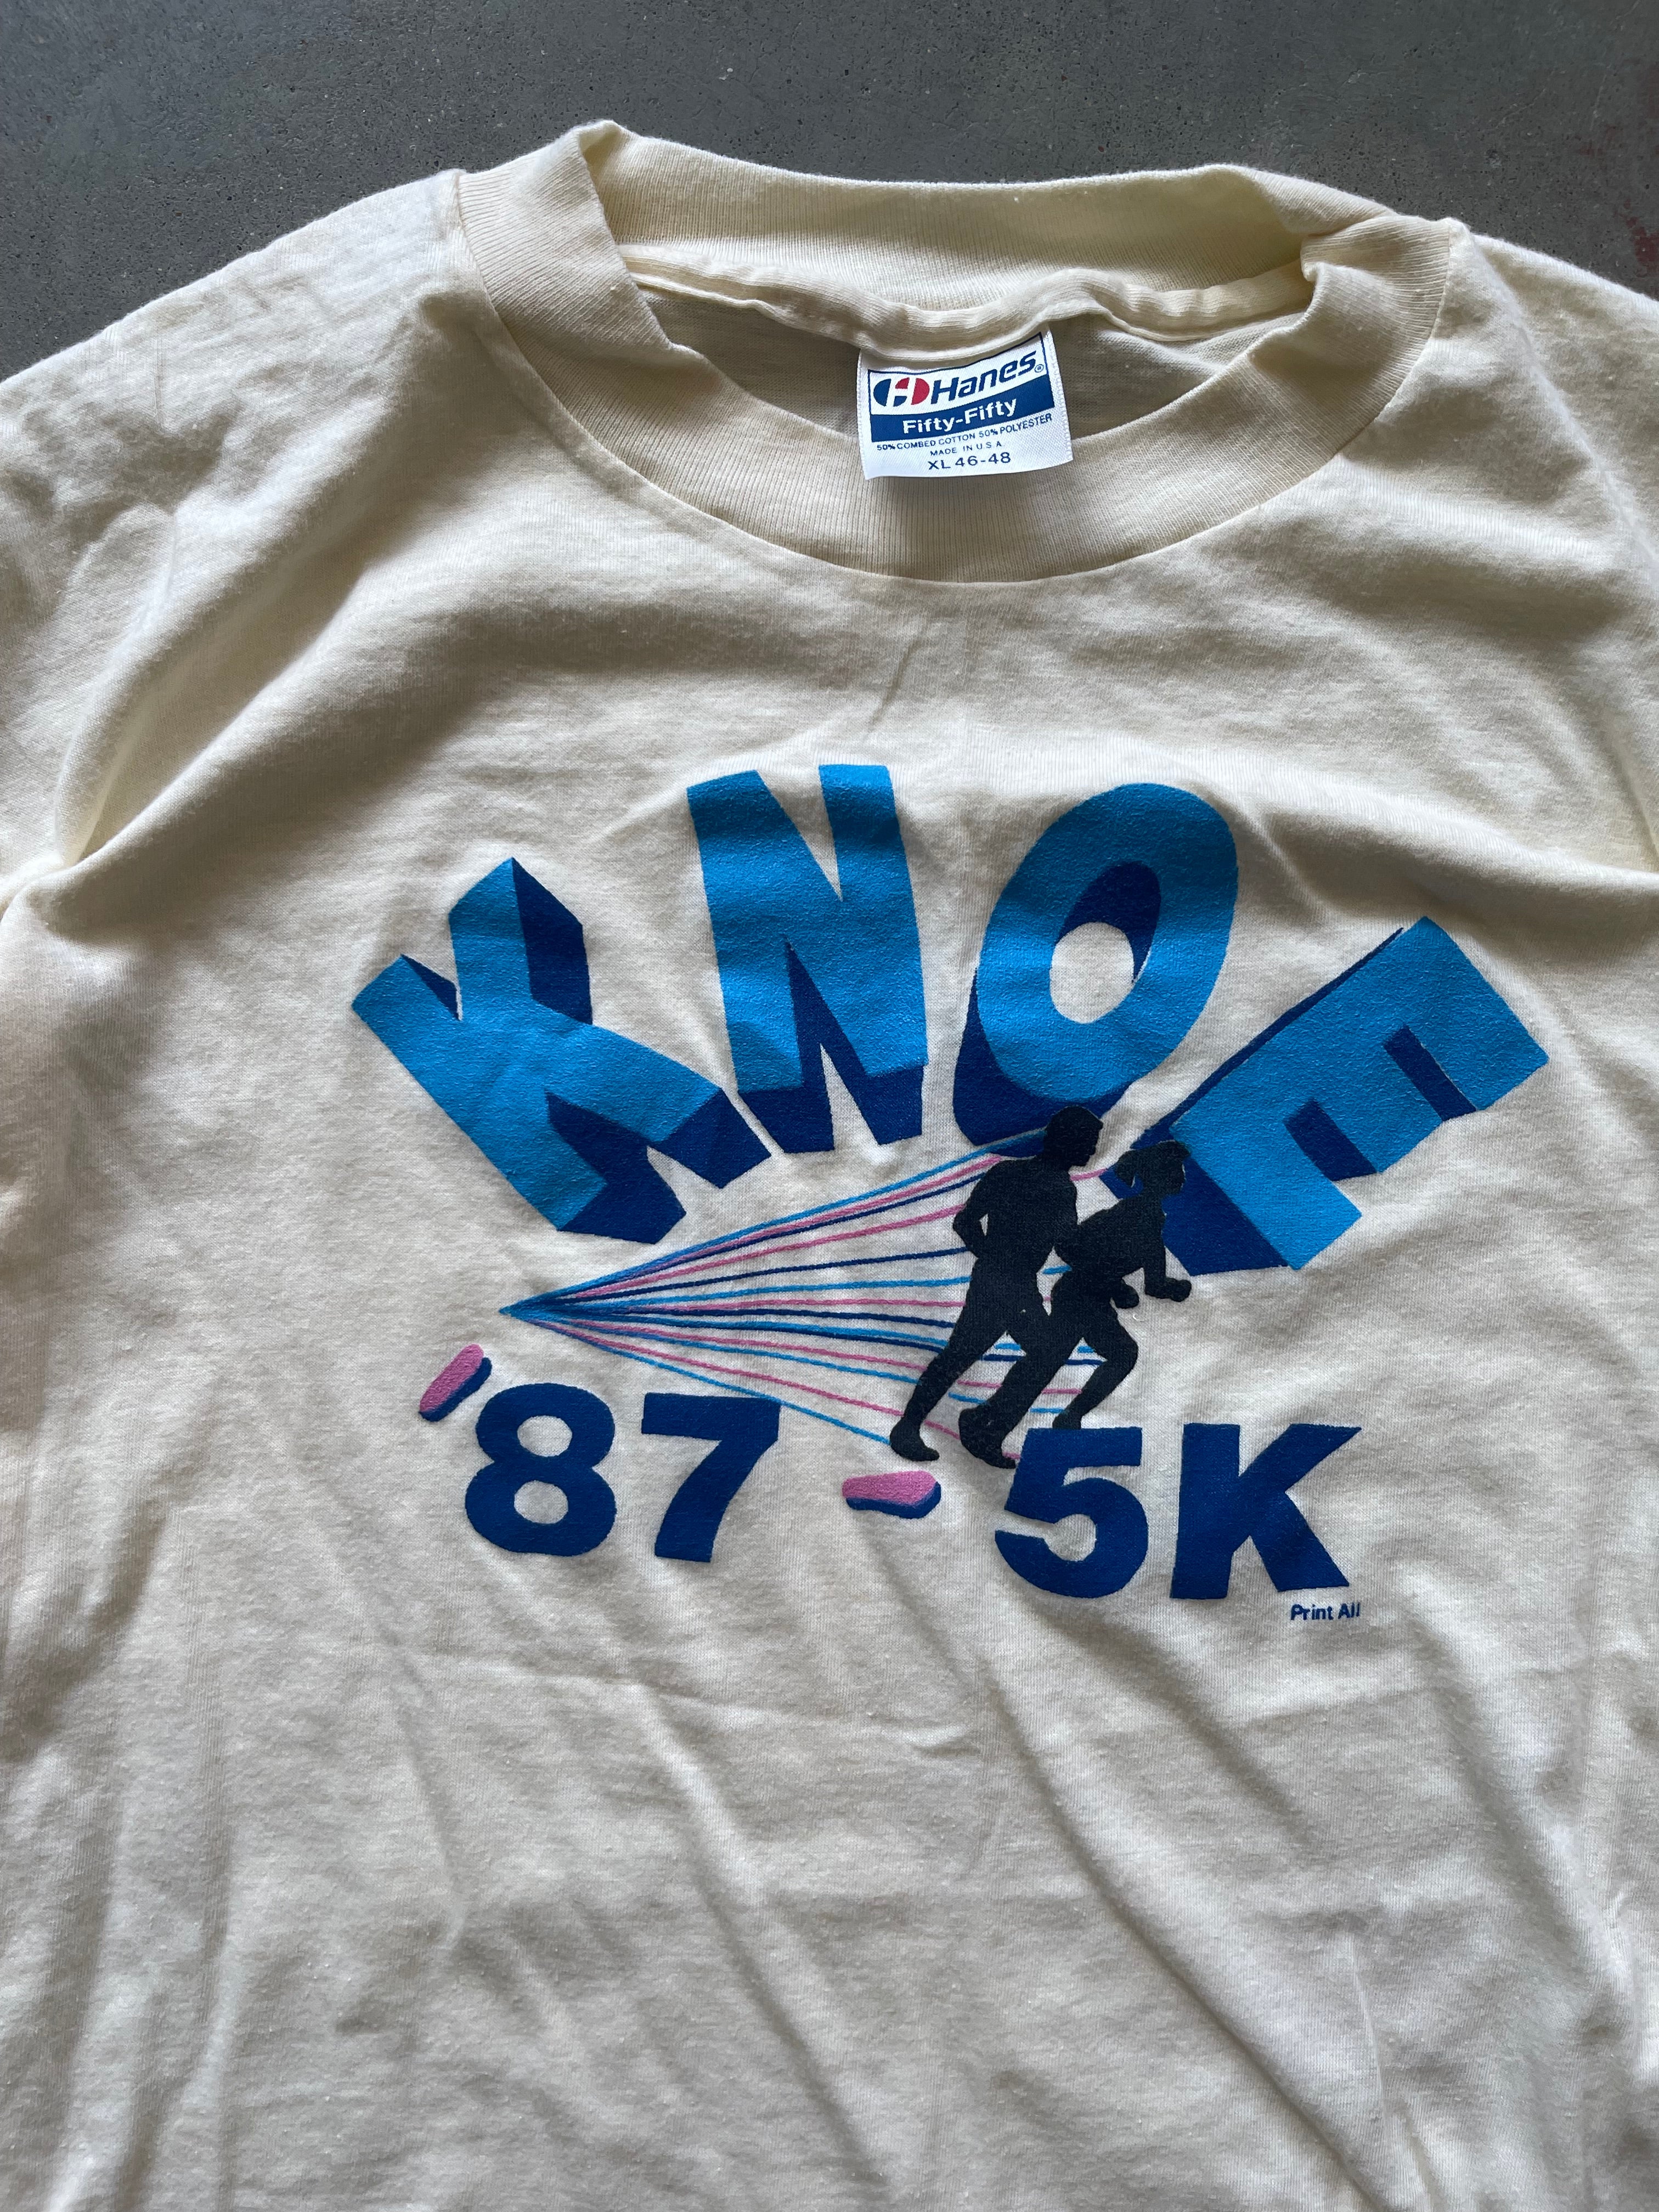 Hanes®
Fifty-Fifty
50% COMBED COTTON 50% POLYESTER
MADE IN U.S.A.
XL 46-48
KNOE
'87 - 5K
Print All